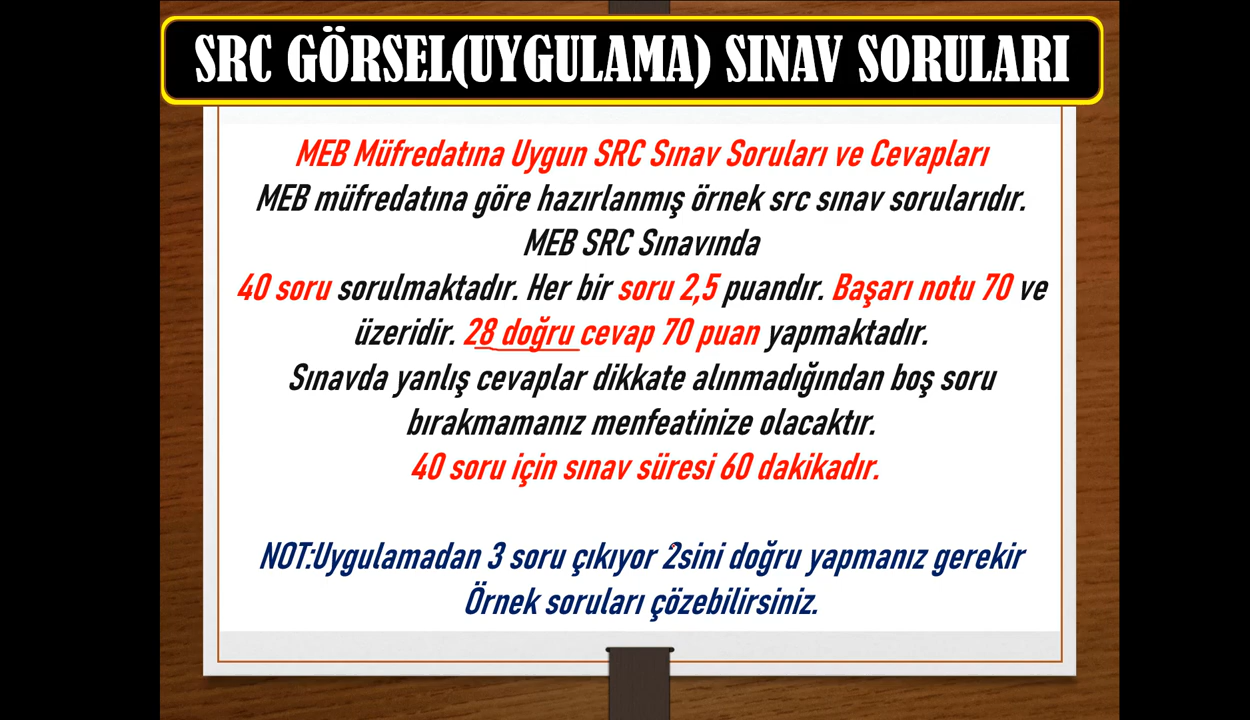 SRC GÖRSEL(UYGULAMA) SINAV SORULARI
MEB Müfredatına Uygun SRC Sınav Soruları ve Cevapları
MEB müfredatına göre hazırlanmış örnek src sınav sorularıdır.
MEB SRC Sınavında
40 soru sorulmaktadır. Her bir soru 2,5 puandır. Başarı notu 70 ve
üzeridir. 28 doğru cevap 70 puan yapmaktadır.
Sınavda yanlış cevaplar dikkate alınmadığından boş soru
bırakmamanız menfeatinize olacaktır.
40 soru için sınav süresi 60 dakikadır.
NOT:Uygulamadan 3 soru çıkıyor 2sini doğru yapmanız gerekir
Örnek soruları çözebilirsiniz.